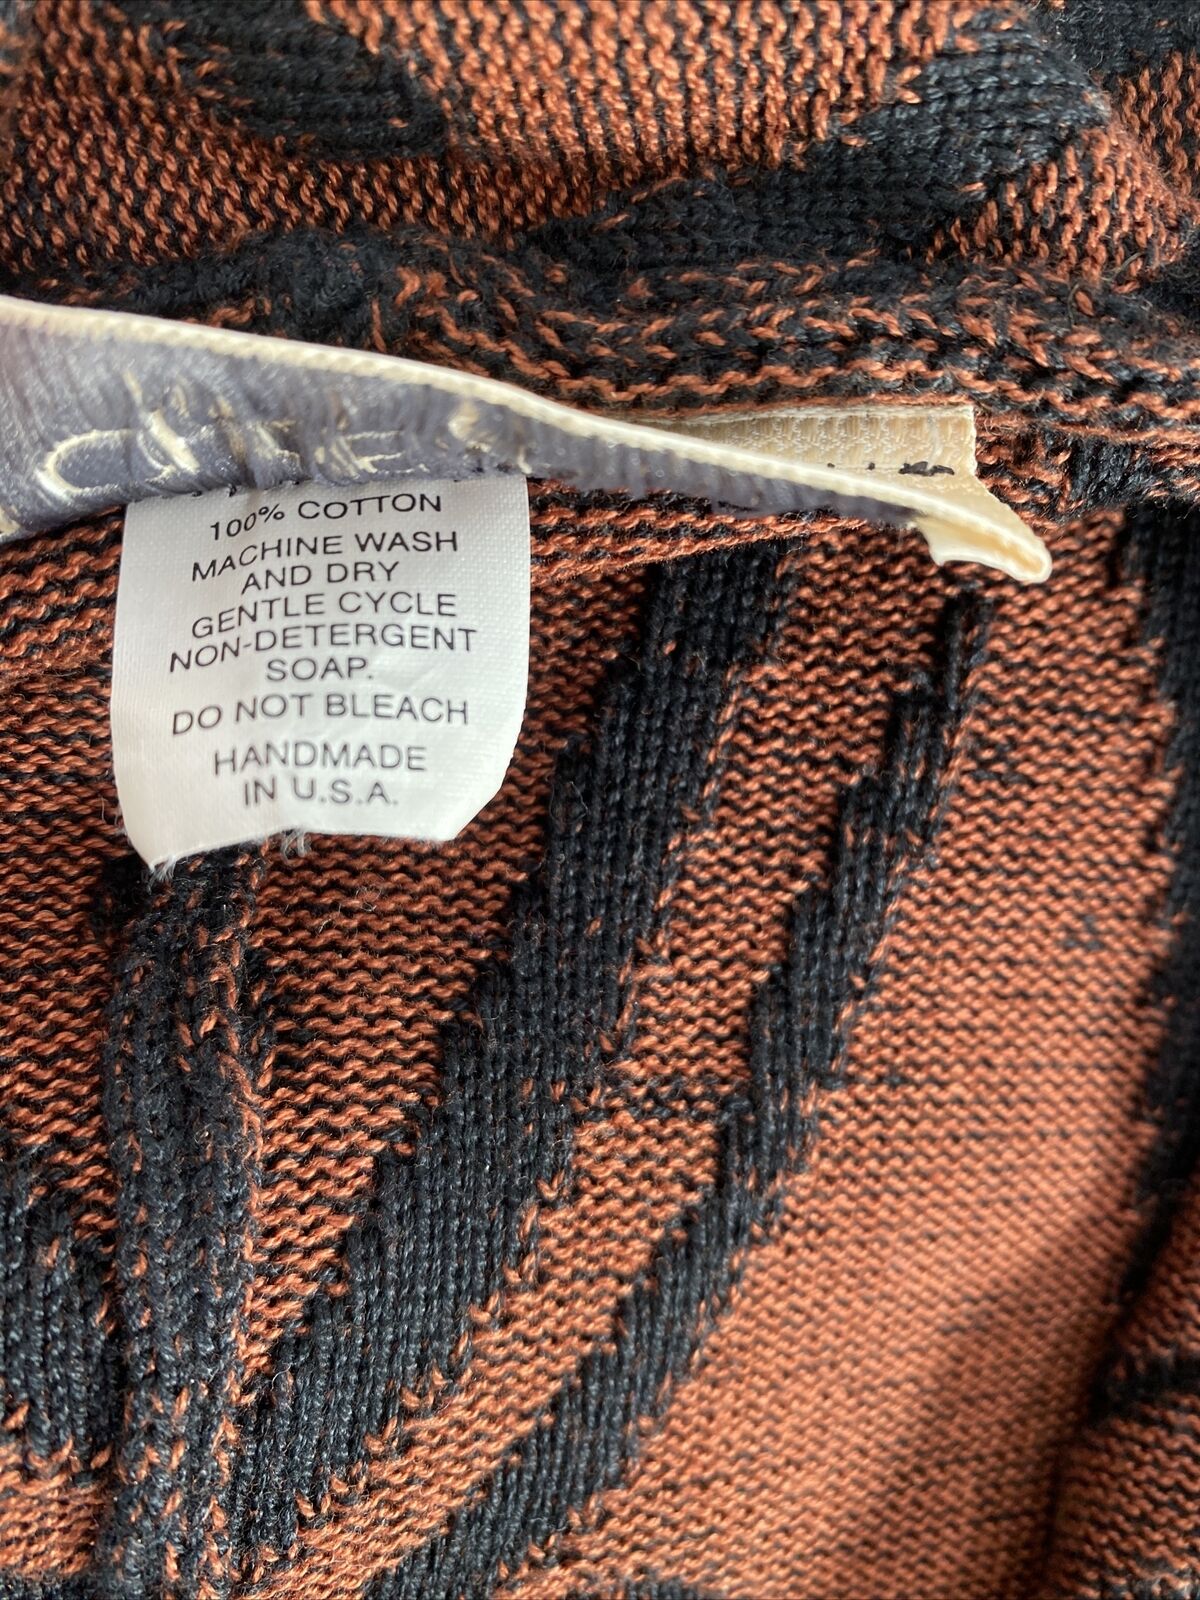 100% COTTON
MACHINE WASH
AND DRY
GENTLE CYCLE
NON-DETERGENT
SOAP.
DO NOT BLEACH
HANDMADE
IN U.S.A.